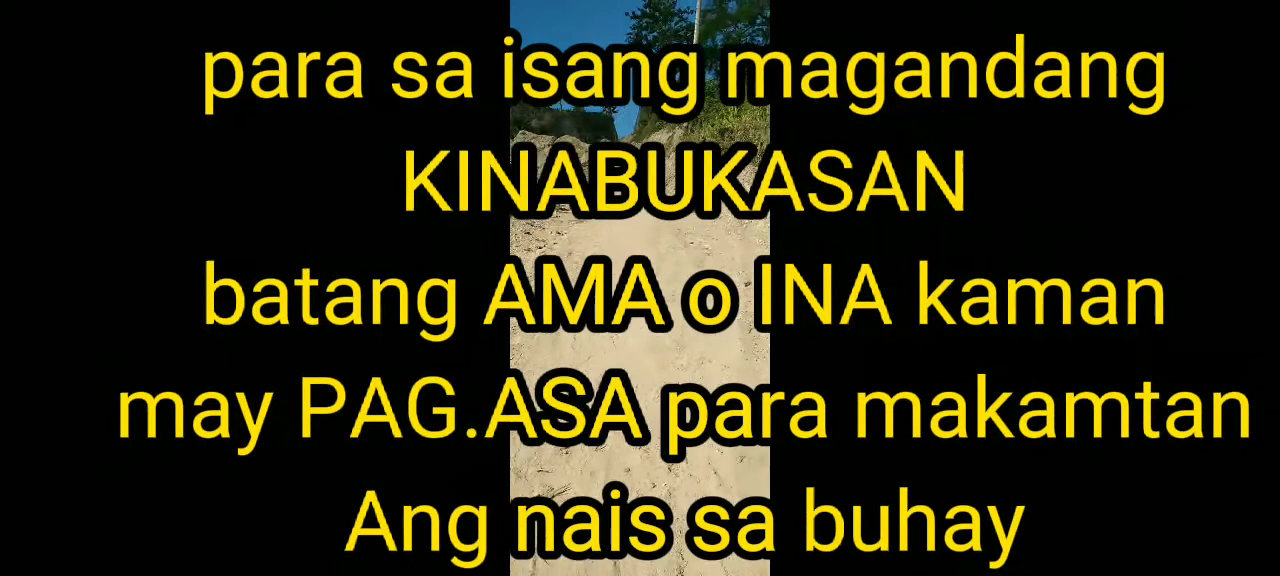 para sa isang magandang
KINABUKASAN
batang AMA o INA kaman
may PAG.ASA para makamtan
Ang nais sa buhay